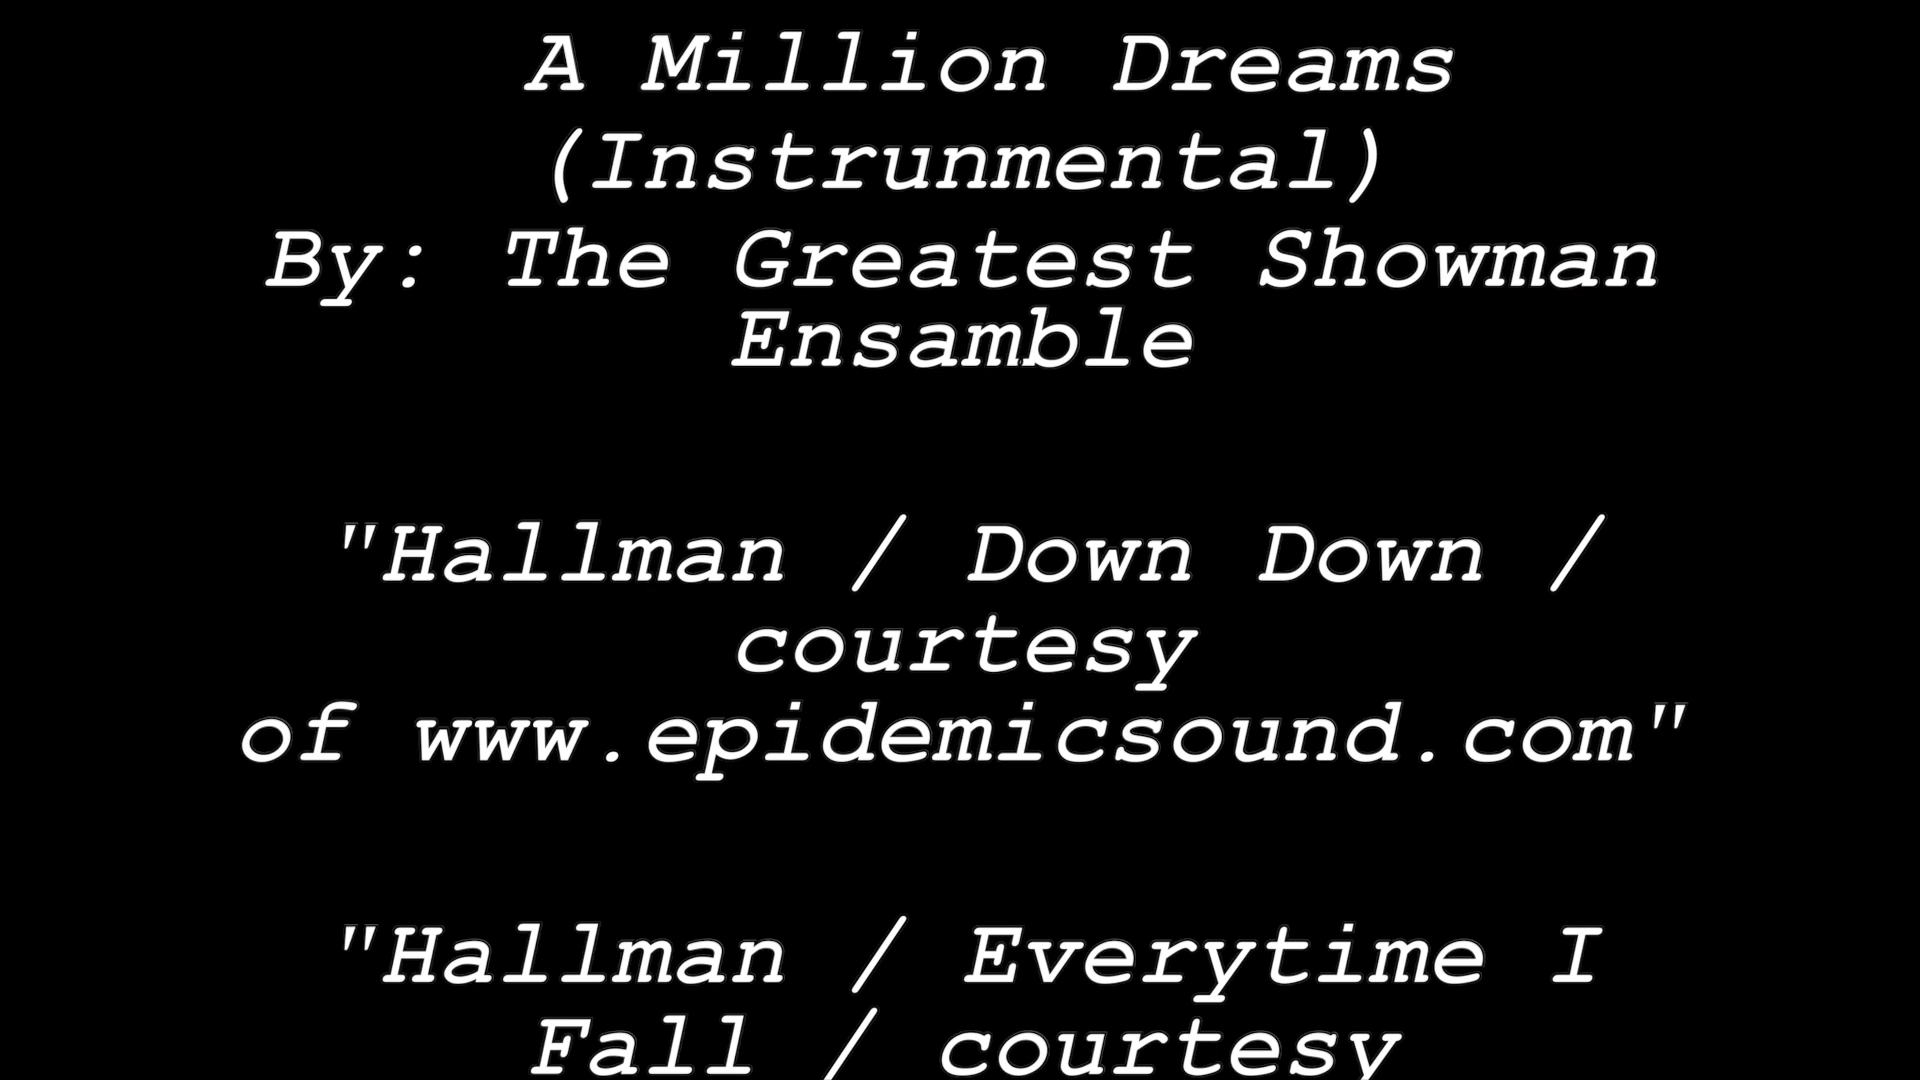 A Million Dreams
(Instrunmental)
By: The Greatest Showman
Ensamble
"Hallman / Down Down /
courtesy
of www.epidemicsound.com"
"Hallman / Everytime I
Fall / courtesy